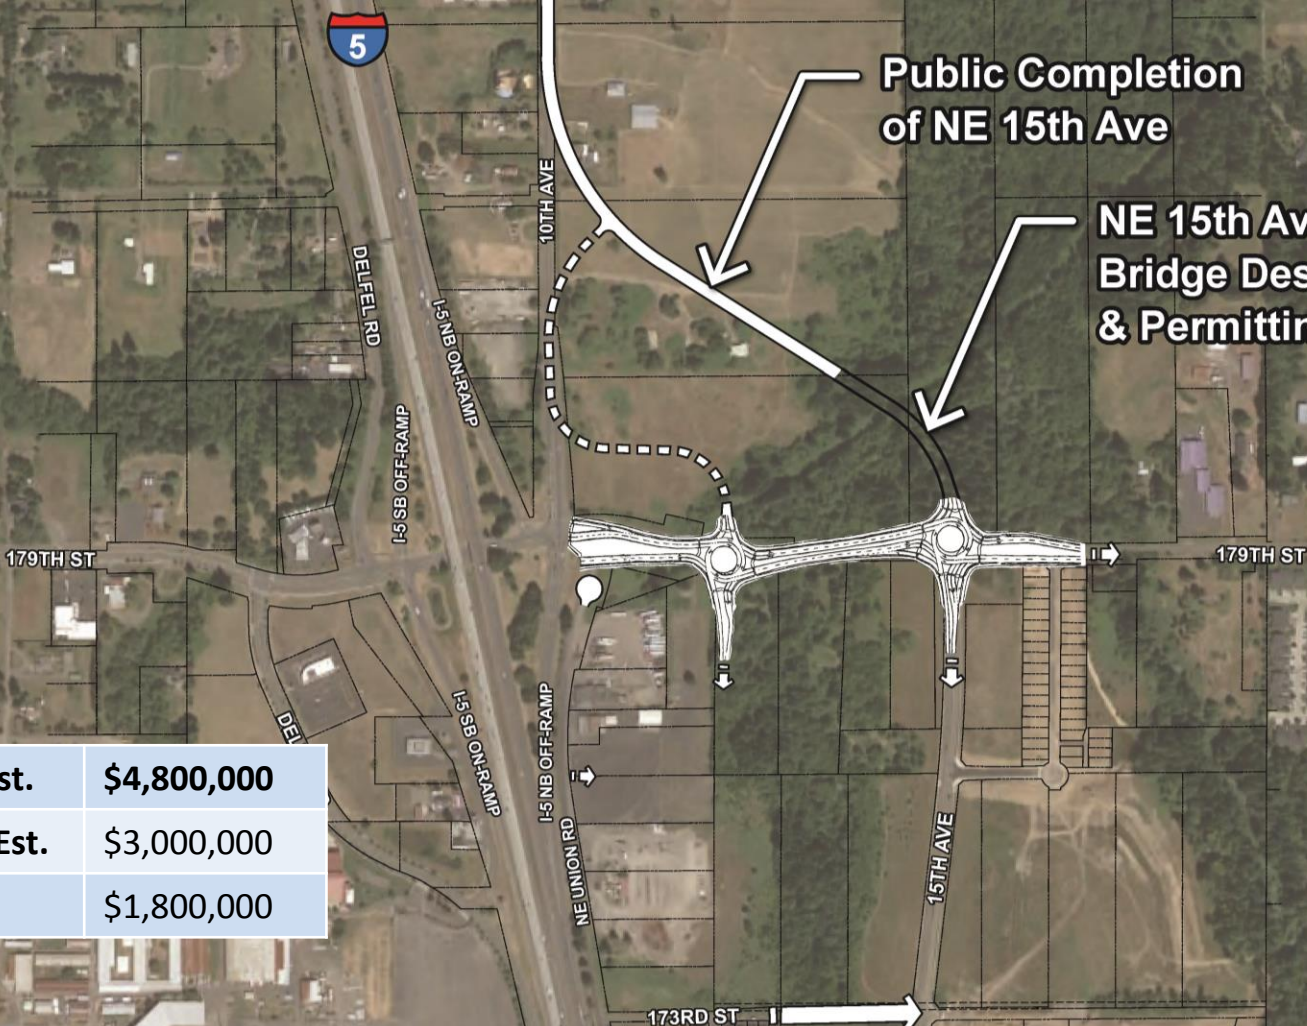 5
Public Completion
of NE 15th Ave
NE 15th Av
Bridge Des
& Permittin
10TH AVE
DELFEL RD
I-5 NB ON-RAMP
I-5 SB OFF-RAMP
179TH ST
179TH ST
DEL
I-5 SB ON-RAMP
I-5 NB OFF-RAMP
NE UNION RD
15TH AVE
173RD ST
st. $4,800,000
Est. $3,000,000
$1,800,000